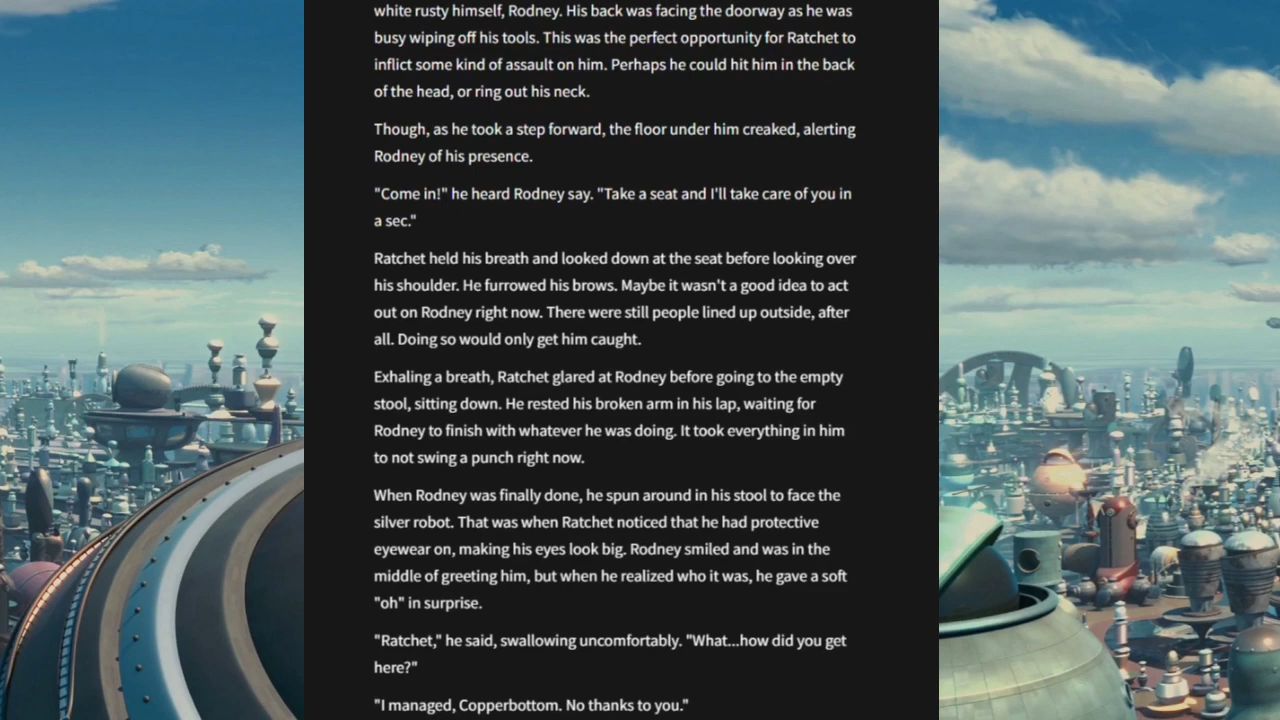 white rusty himself, Rodney. His back was facing the doorway as he was
busy wiping off his tools. This was the perfect opportunity for Ratchet to
inflict some kind of assault on him. Perhaps he could hit him in the back
of the head, or ring out his neck.
Though, as he took a step forward, the floor under him creaked, alerting
Rodney of his presence.
"Come in!" he heard Rodney say. "Take a seat and I'll take care of you in
a sec."
Ratchet held his breath and looked down at the seat before looking over
his shoulder. He furrowed his brows. Maybe it wasn't a good idea to act
out on Rodney right now. There were still people lined up outside, after
all. Doing so would only get him caught.
Exhaling a breath, Ratchet glared at Rodney before going to the empty
stool, sitting down. He rested his broken arm in his lap, waiting for
Rodney to finish with whatever he was doing. It took everything in him
to not swing a punch right now.
When Rodney was finally done, he spun around in his stool to face the
silver robot. That was when Ratchet noticed that he had protective
eyewear on, making his eyes look big. Rodney smiled and was in the
middle of greeting him, but when he realized who it was, he gave a soft
"oh" in surprise.
"Ratchet," he said, swallowing uncomfortably. "What...how did you get
here?"
"I managed, Copperbottom. No thanks to you."